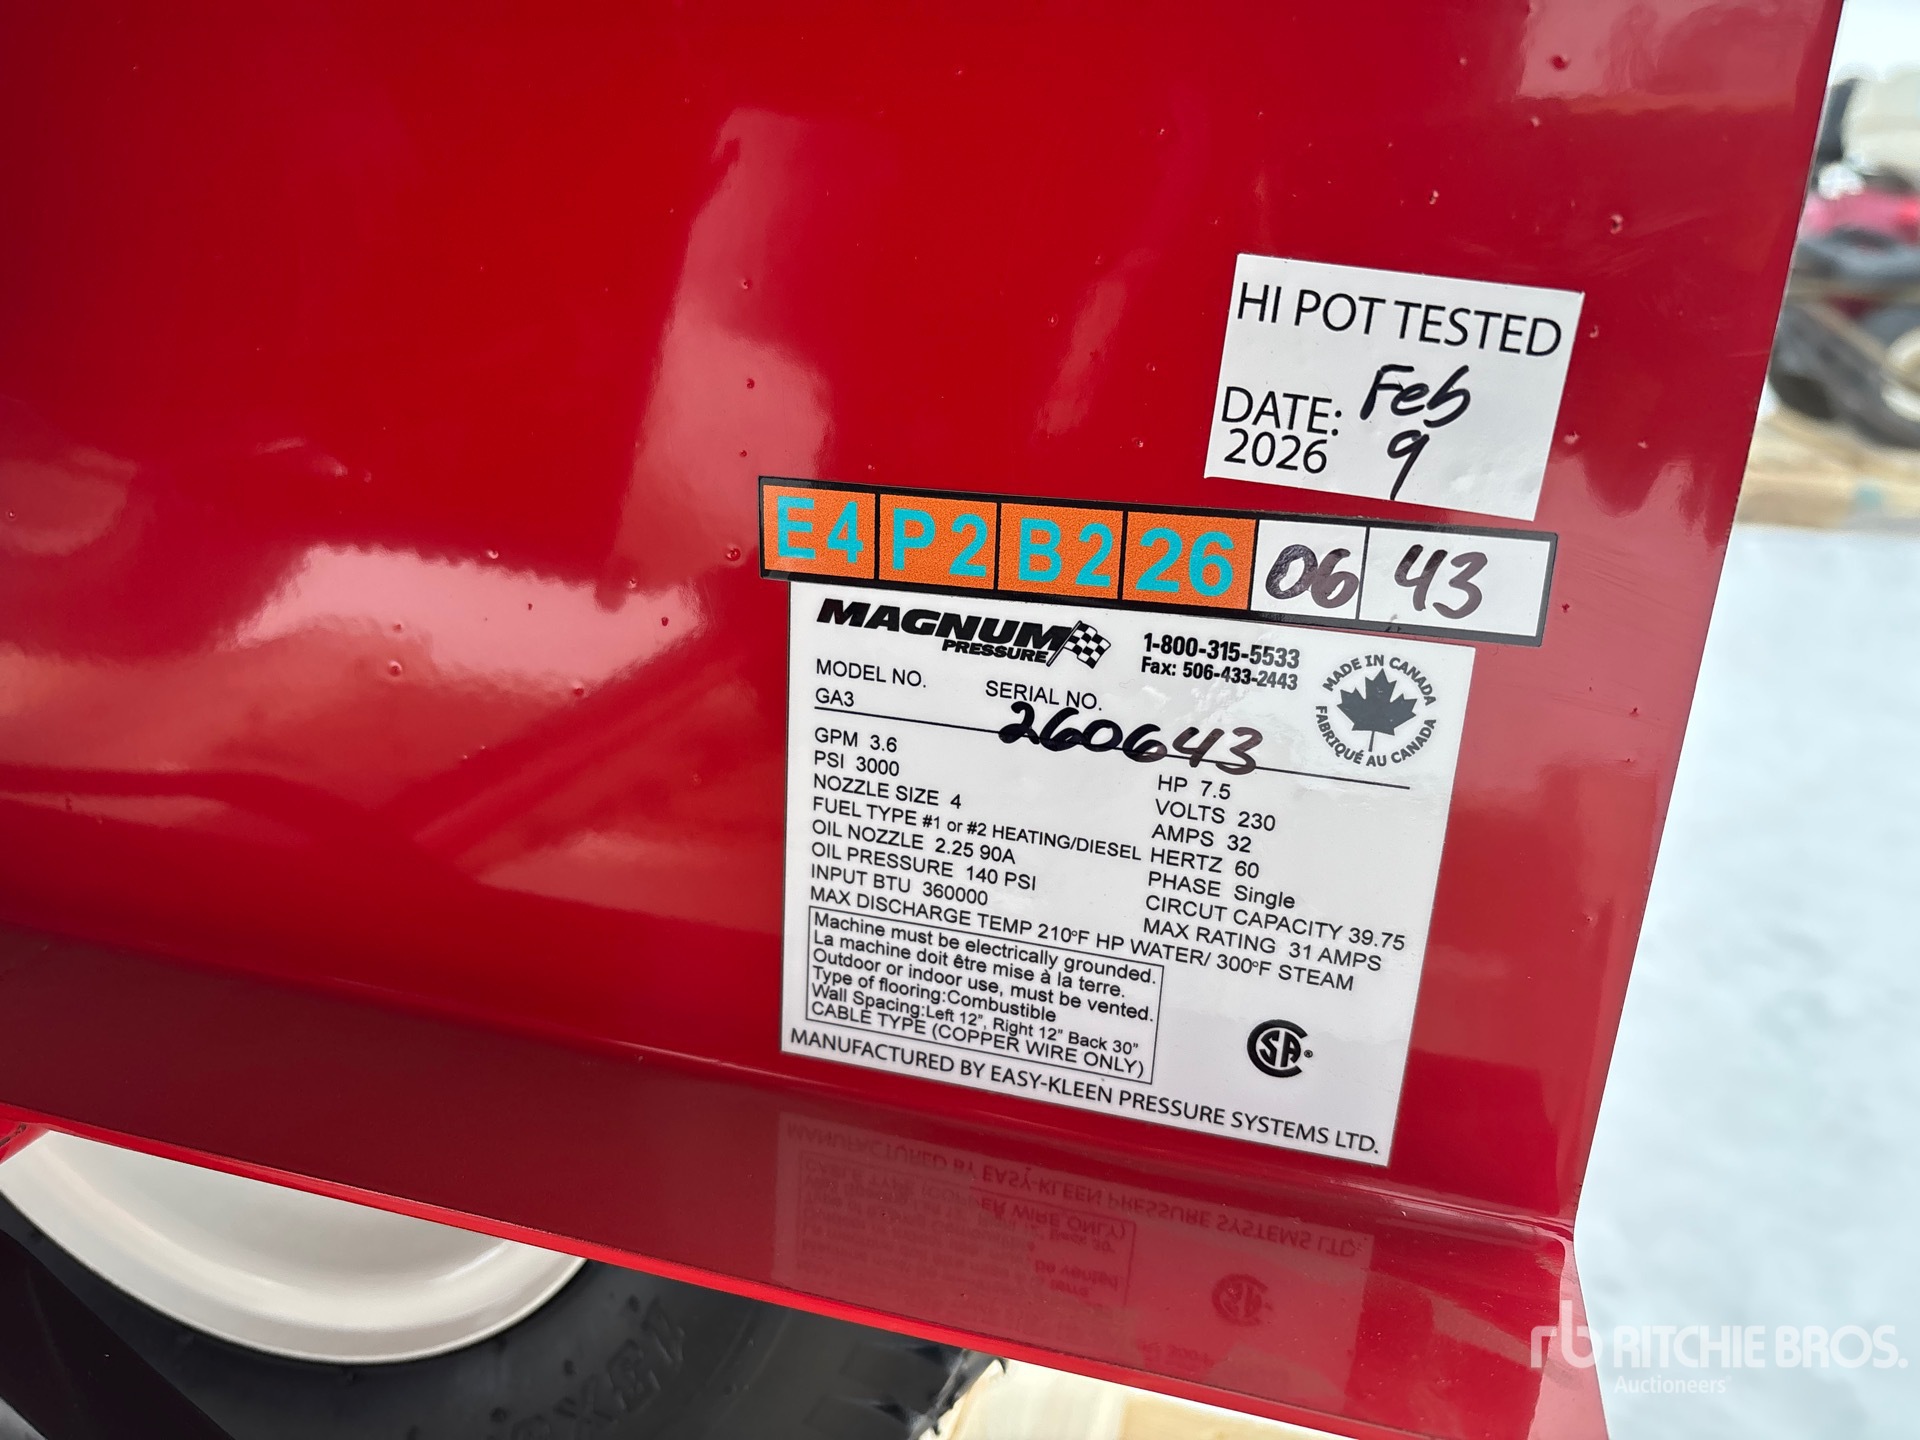 HI POT TESTED
DATE: Feb
2026 9
E4 P2 B2 26 06 43
MAGNUM
PRESSURE
1-800-315-5533
Fax: 506-433-2443
MADE IN CANADA
FABRIQUÉ AU CANADA
MODEL NO. SERIAL NO.
GA3 260643
GPM 3.6
PSI 3000
NOZZLE SIZE 4
FUEL TYPE #1 or #2 HEATING/DIESEL
OIL NOZZLE 2.25 90A
OIL PRESSURE 140 PSI
INPUT BTU 360000
MAX DISCHARGE TEMP 210°F HP WATER/ 300°F STEAM
HP 7.5
VOLTS 230
AMPS 32
HERTZ 60
PHASE Single
CIRCUT CAPACITY 39.75
MAX RATING 31 AMPS
Machine must be electrically grounded.
La machine doit être mise à la terre.
Outdoor or indoor use, must be vented.
Type of flooring:Combustible
Wall Spacing:Left 12", Right 12" Back 30"
CABLE TYPE (COPPER WIRE ONLY)
SA®
MANUFACTURED BY EASY-KLEEN PRESSURE SYSTEMS LTD.
rb RITCHIE BROS.
Auctioneers